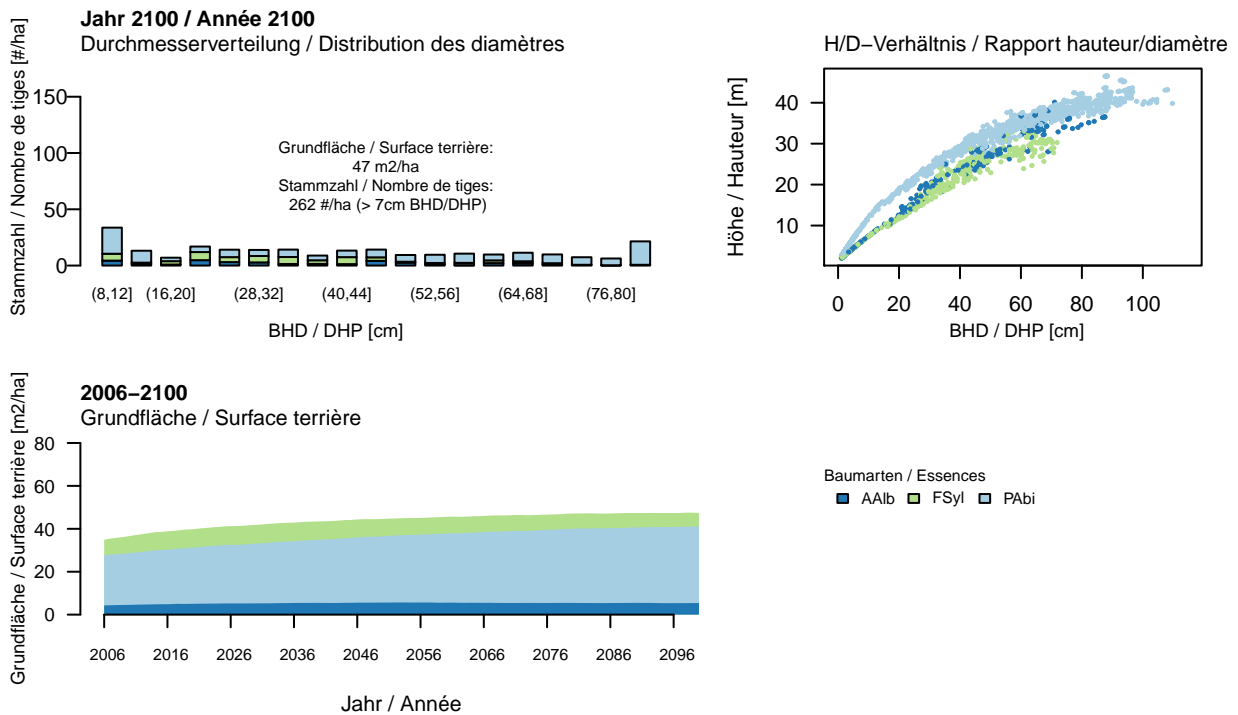 Jahr 2100 / Année 2100
Durchmesserverteilung / Distribution des diamètres
Stammzahl / Nombre de tiges [#/ha]
150
100
50
0
Grundfläche / Surface terrière:
47 m2/ha
Stammzahl / Nombre de tiges:
262 #/ha (> 7cm BHD/DHP)
(8,12] (16,20] (28,32] (40,44] (52,56] (64,68] (76,80]
BHD / DHP [cm]
H/D−Verhältnis / Rapport hauteur/diamètre
Höhe / Hauteur [m]
40
30
20
10
0 20 40 60 80 100
BHD / DHP [cm]
2006−2100
Grundfläche / Surface terrière
Grundfläche / Surface terrière [m2/ha]
80
60
40
20
0
2006 2016 2026 2036 2046 2056 2066 2076 2086 2096
Jahr / Année
Baumarten / Essences
AAlb FSyl PAbi